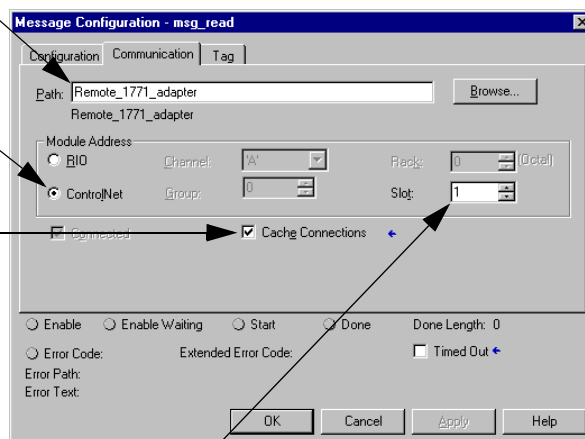 Message Configuration - msg_read
Configuration Communication Tag
Path: Remote_1771_adapter Browse...
Remote_1771_adapter
Module Address
RIO Channel: 'A' Rack: 0 (Octal)
ControlNet Group: 0 Slot: 1
Connected Cache Connections
Enable Enable Waiting Start Done Done Length: 0
Error Code: Extended Error Code: Timed Out
Error Path:
Error Text:
OK Cancel Apply Help